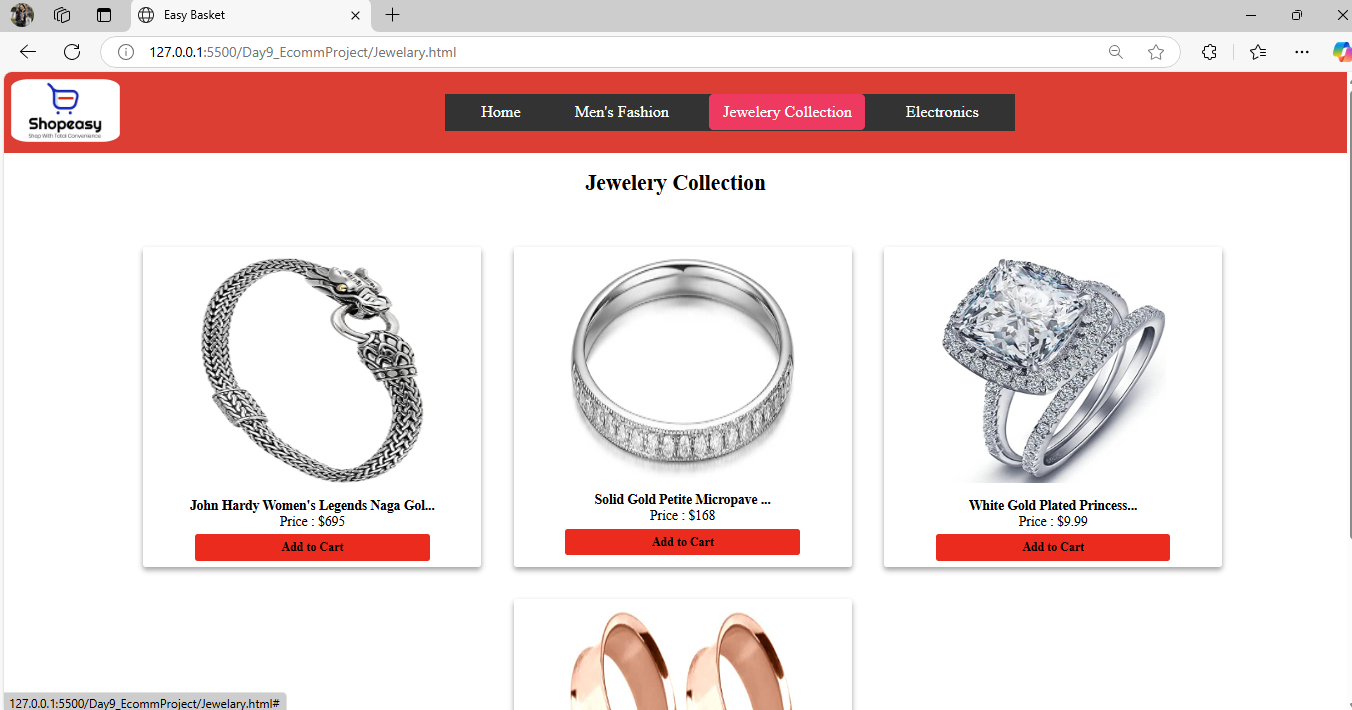 Easy Basket
127.0.0.1:5500/Day9_EcommProject/Jewelary.html
Shopeasy
Shop With Total Convenience
Home Men's Fashion Jewelery Collection Electronics
Jewelery Collection
John Hardy Women's Legends Naga Gol...
Price : $695
Add to Cart
Solid Gold Petite Micropave ...
Price : $168
Add to Cart
White Gold Plated Princess...
Price : $9.99
Add to Cart
127.0.0.1:5500/Day9_EcommProject/Jewelary.html#